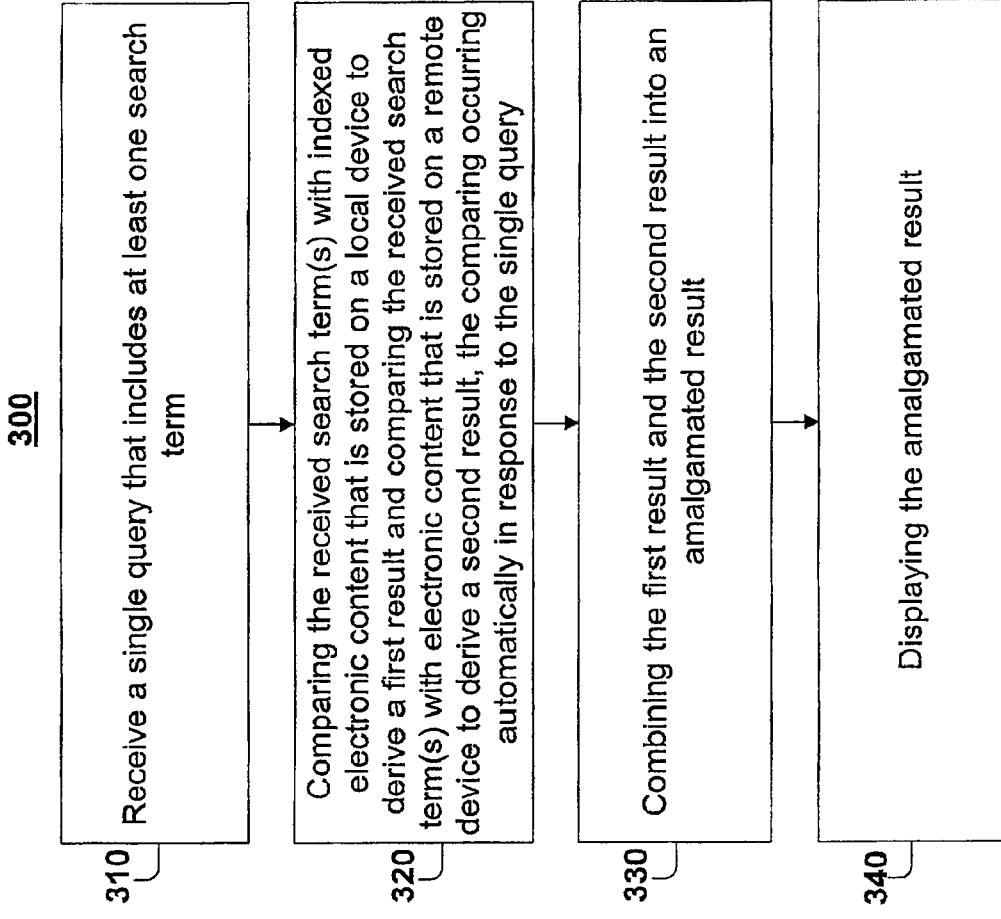 300
310
Receive a single query that includes at least one search
term
320
Comparing the received search term(s) with indexed
electronic content that is stored on a local device to
derive a first result and comparing the received search
term(s) with electronic content that is stored on a remote
device to derive a second result, the comparing occurring
automatically in response to the single query
330
Combining the first result and the second result into an
amalgamated result
340
Displaying the amalgamated result